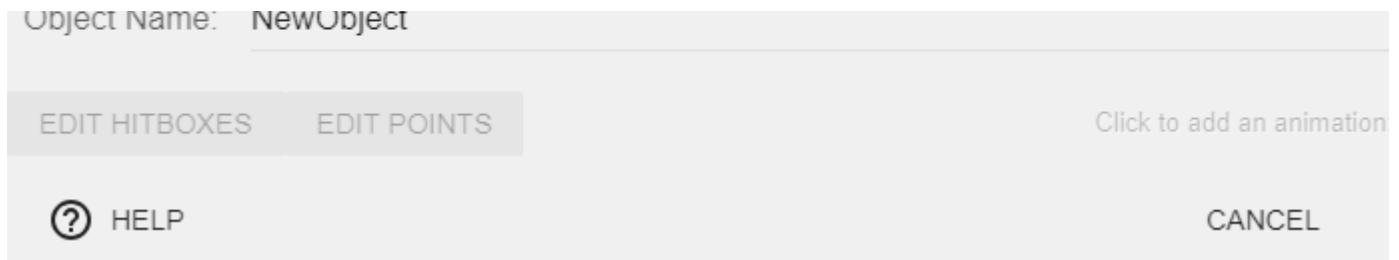 Object Name: NewObject
EDIT HITBOXES EDIT POINTS Click to add an animation
HELP CANCEL